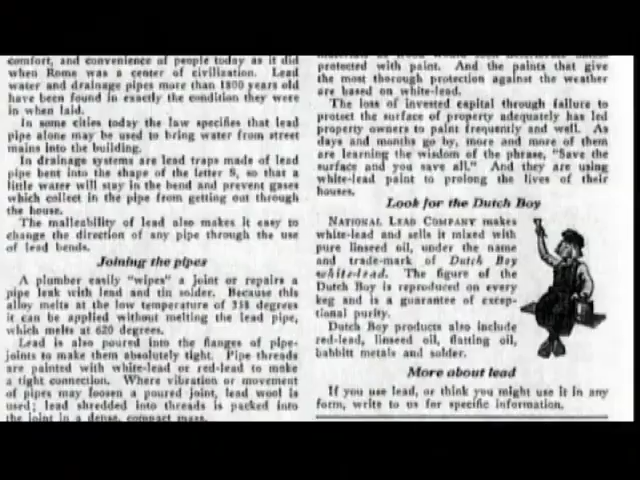 comfort, and convenience of people today as it did
when Rome was a center of civilization. Lead
water and drainage pipes more than 1800 years old
have been found in exactly the condition they were
in when laid.
In some cities today the law specifies that lead
pipe alone may be used to bring water from street
mains into the building.
In drainage systems are lead traps made of lead
pipe bent into the shape of the letter S, so that a
little water will stay in the bend and prevent gases
which collect in the pipe from getting out through
the house.
The malleability of lead also makes it easy to
change the direction of any pipe through the use
of lead bends.
Joining the pipes
A plumber easily "wipes" a joint or repairs a
pipe leak with lead and tin solder. Because this
alloy melts at the low temperature of 358 degrees
it can be applied without melting the lead pipe,
which melts at 620 degrees.
Lead is also poured into the flanges of pipe-
joints to make them absolutely tight. Pipe threads
are painted with white-lead or red-lead to make
a tight connection. Where vibration or movement
of pipes may loosen a poured joint, lead wool is
used; lead shredded into threads is packed into
the joint in a dense, compact mass.
protected with paint. And the paints that give
the most thorough protection against the weather
are based on white-lead.
The loss of invested capital through failure to
protect the surface of property adequately has led
property owners to paint frequently and well. As
days and months go by, more and more of them
are learning the wisdom of the phrase, "Save the
surface and you save all." And they are using
white-lead paint to prolong the lives of their
houses.
Look for the Dutch Boy
NATIONAL LEAD COMPANY makes
white-lead and sells it mixed with
pure linseed oil, under the name
and trade-mark of Dutch Boy
white-lead. The figure of the
Dutch Boy is reproduced on every
keg and is a guarantee of excep-
tional purity.
Dutch Boy products also include
red-lead, linseed oil, flatting oil,
babbitt metals and solder.
More about lead
If you use lead, or think you might use it in any
form, write to us for specific information.